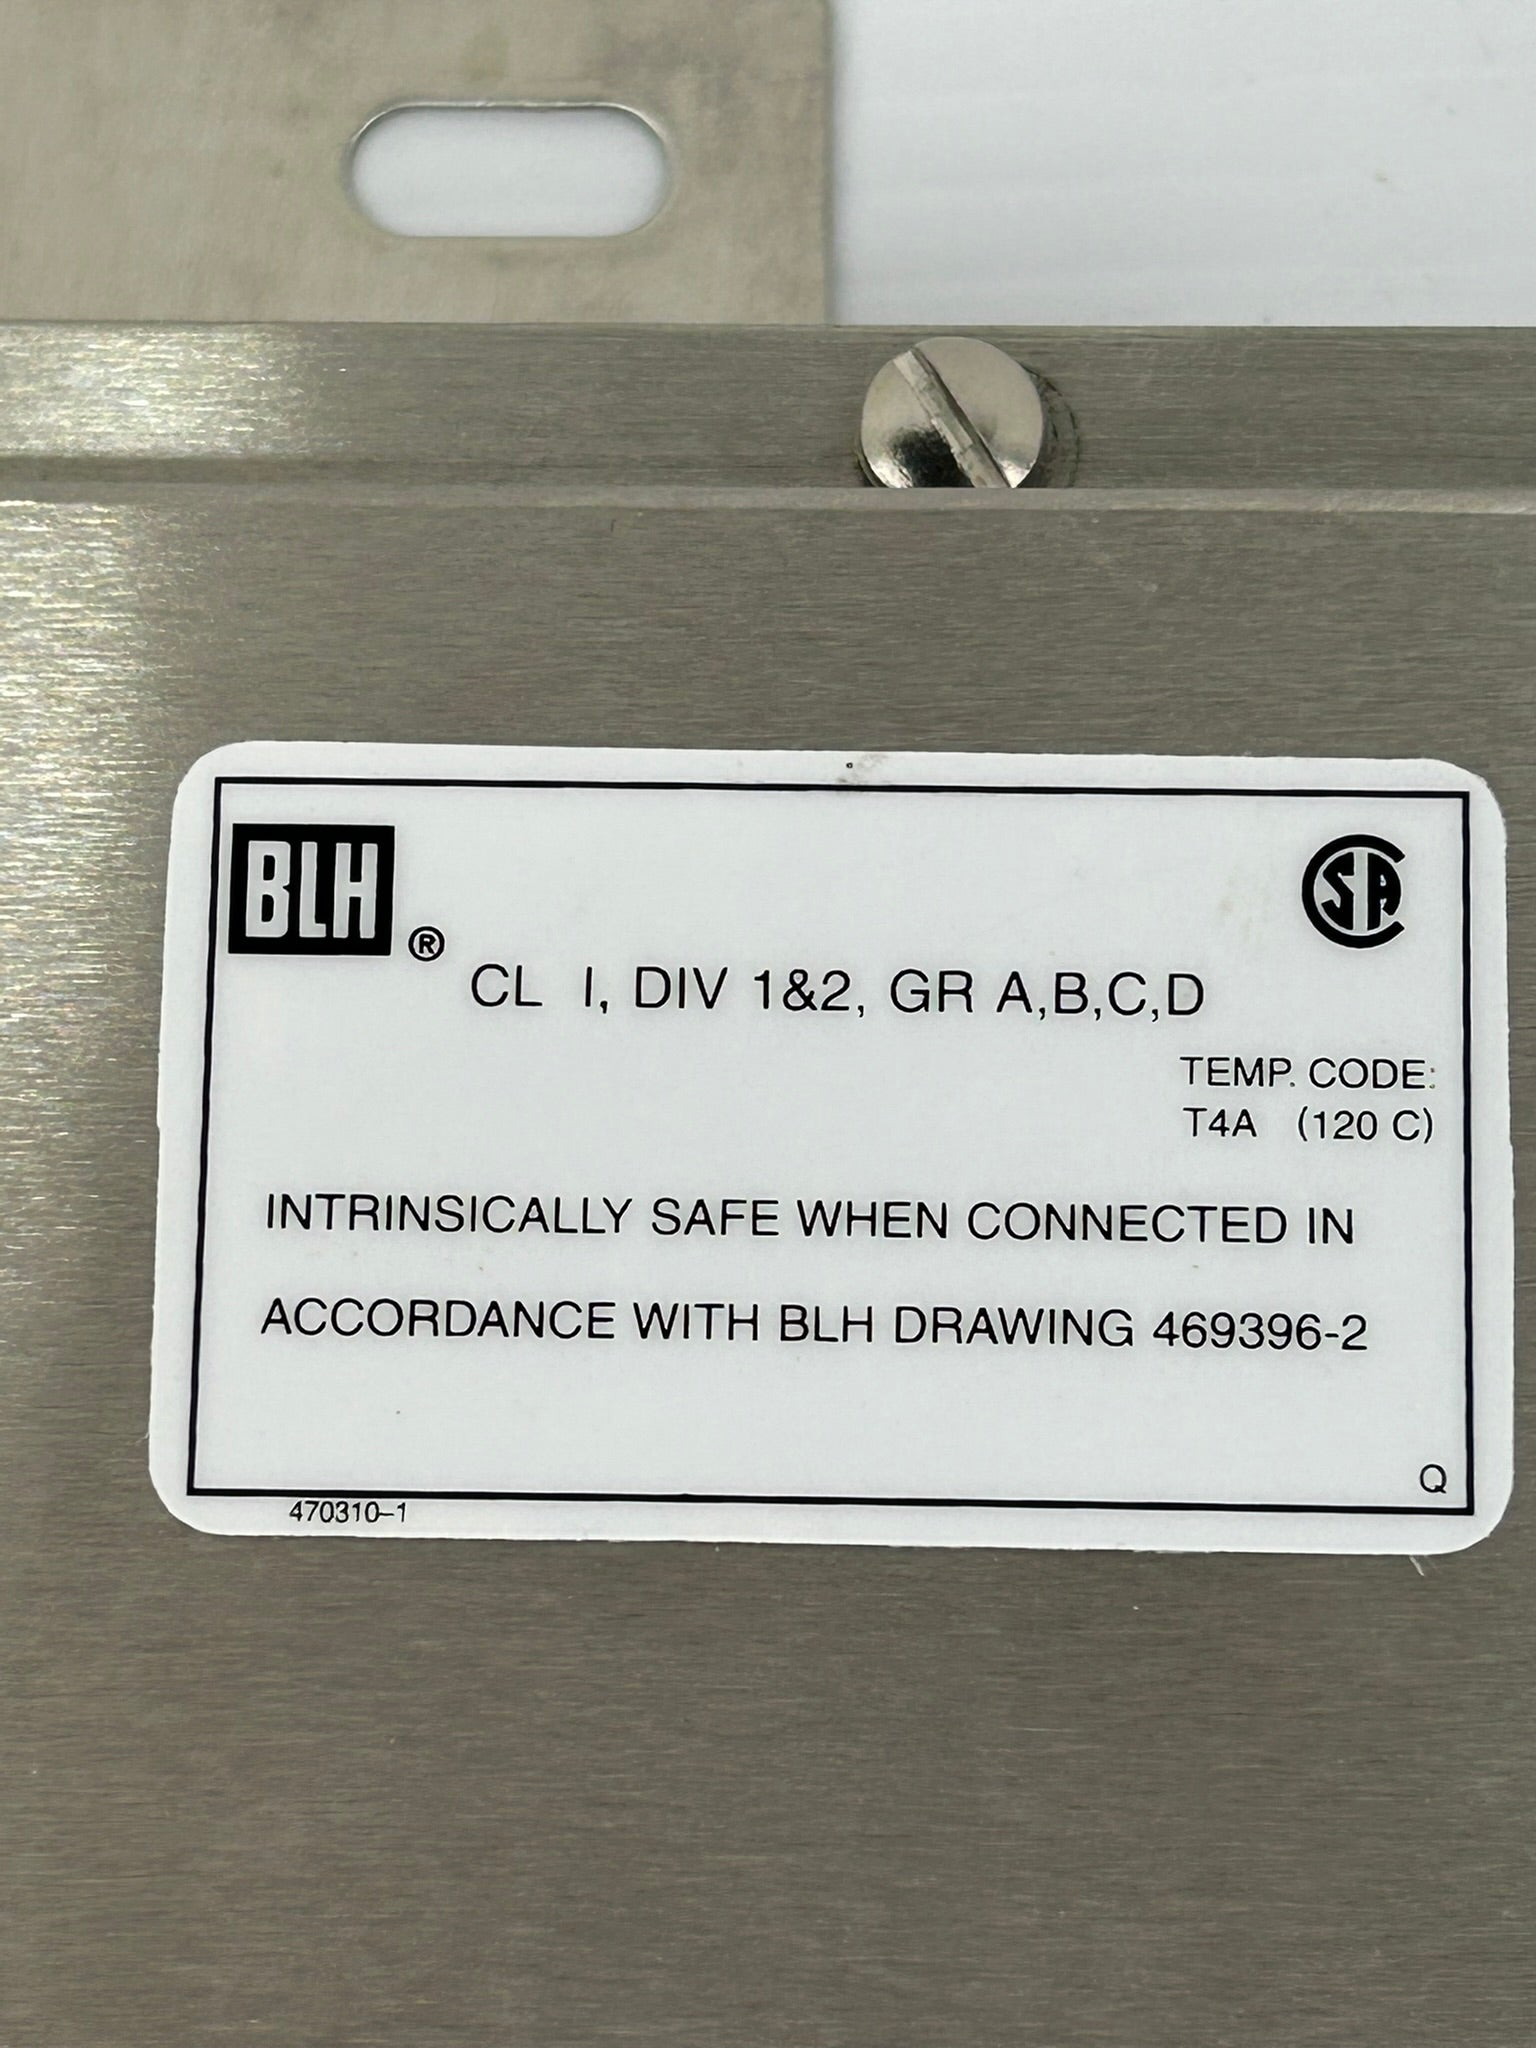 BLH ®
CSA
CL I, DIV 1&2, GR A,B,C,D
TEMP. CODE:
T4A (120 C)
INTRINSICALLY SAFE WHEN CONNECTED IN
ACCORDANCE WITH BLH DRAWING 469396-2
Q
470310-1